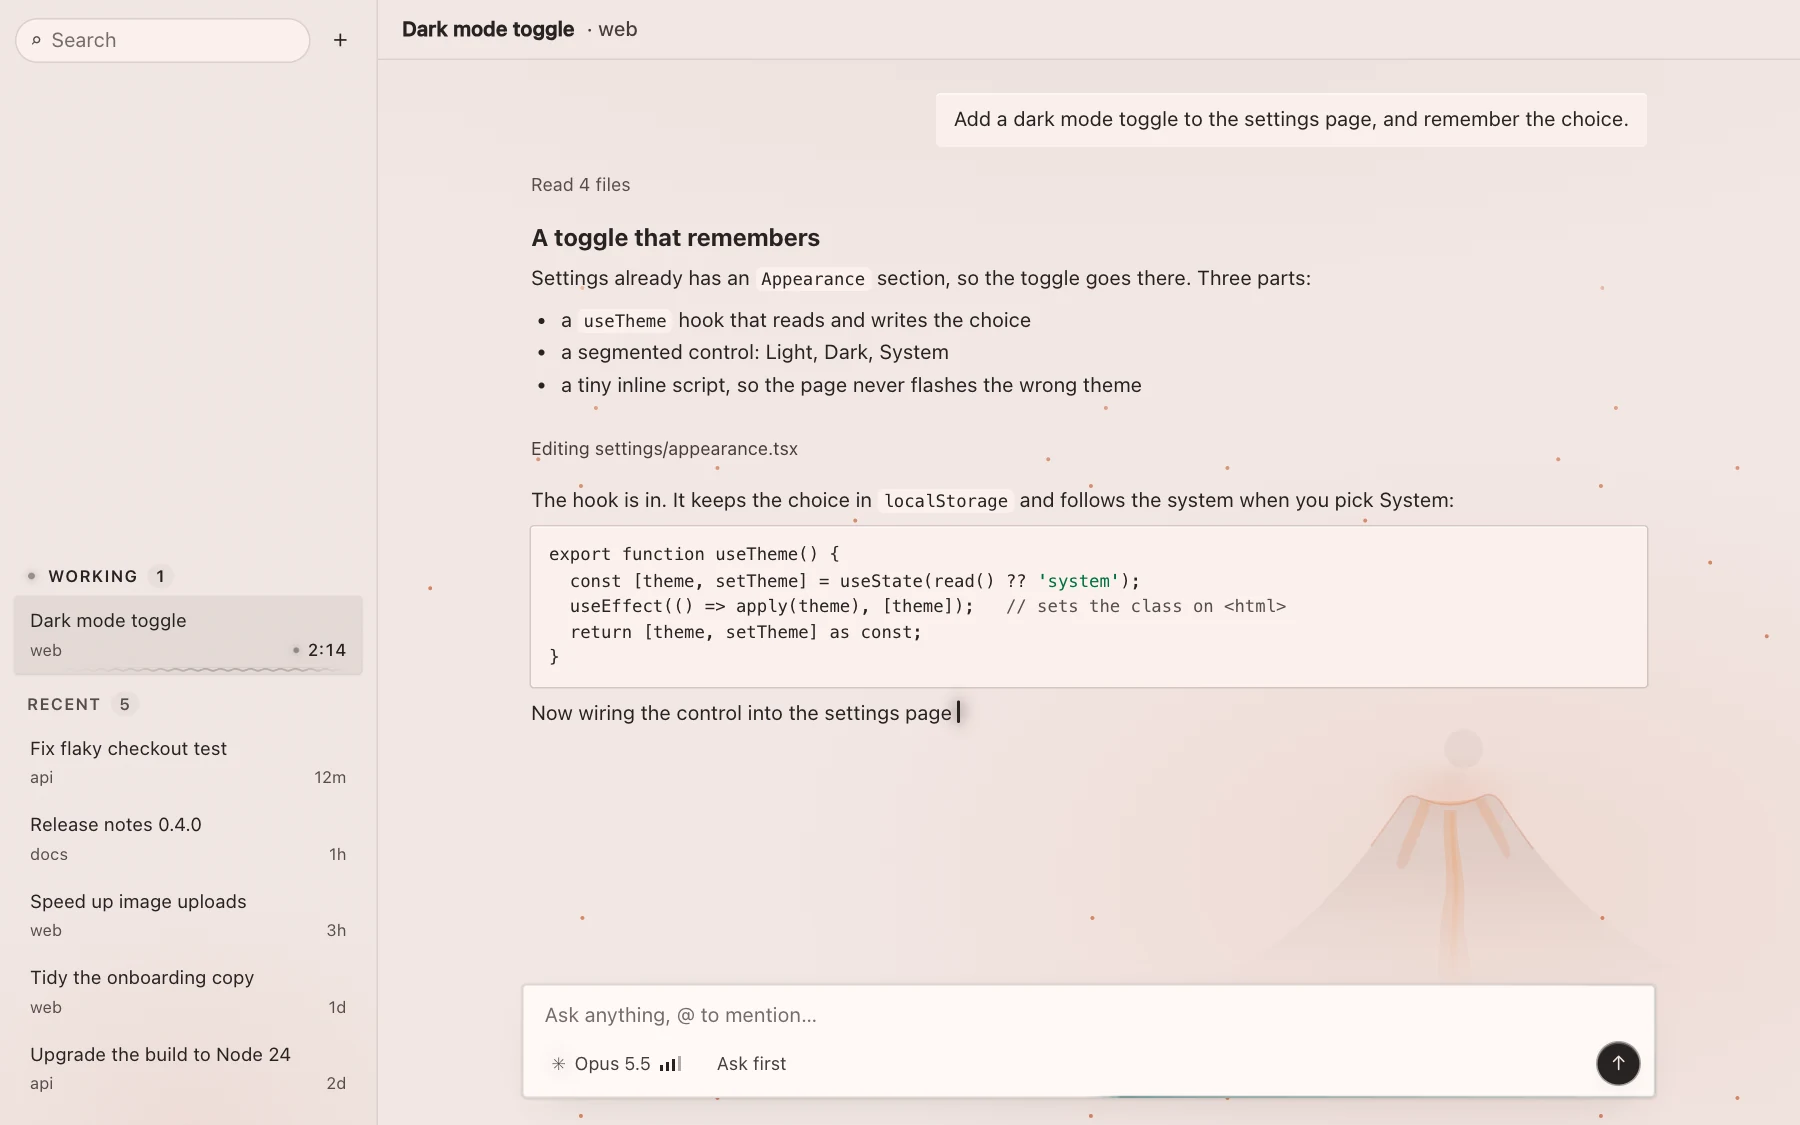 Search
+
WORKING 1
Dark mode toggle
web 2:14
RECENT 5
Fix flaky checkout test
api 12m
Release notes 0.4.0
docs 1h
Speed up image uploads
web 3h
Tidy the onboarding copy
web 1d
Upgrade the build to Node 24
api 2d
Dark mode toggle · web
Add a dark mode toggle to the settings page, and remember the choice.
Read 4 files
A toggle that remembers
Settings already has an Appearance section, so the toggle goes there. Three parts:
• a useTheme hook that reads and writes the choice
• a segmented control: Light, Dark, System
• a tiny inline script, so the page never flashes the wrong theme
Editing settings/appearance.tsx
The hook is in. It keeps the choice in localStorage and follows the system when you pick System:
export function useTheme() {
  const [theme, setTheme] = useState(read() ?? 'system');
  useEffect(() => apply(theme), [theme]);   // sets the class on <html>
  return [theme, setTheme] as const;
}
Now wiring the control into the settings page
Ask anything, @ to mention...
Opus 5.5 Ask first